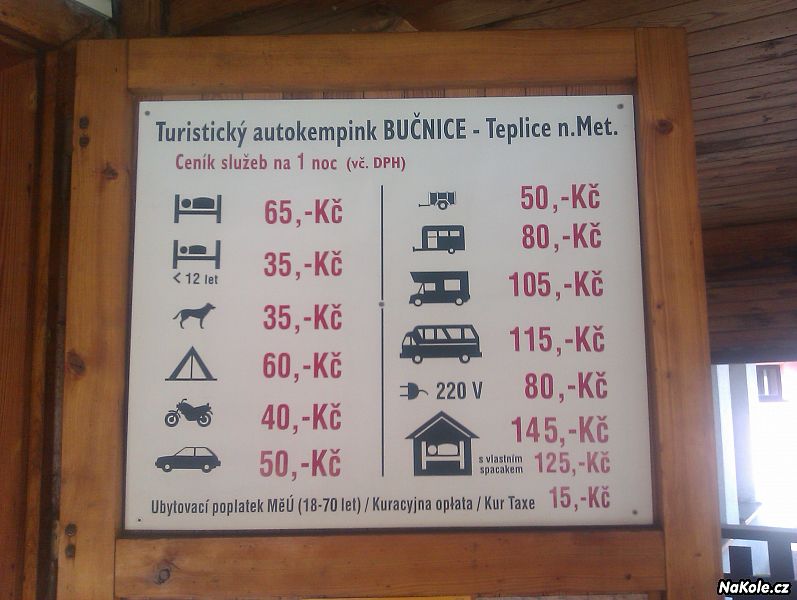 Turistický autokempink BUČNICE - Teplice n.Met.
Ceník služeb na 1 noc (vč. DPH)
65,-Kč
< 12 let 35,-Kč
35,-Kč
60,-Kč
40,-Kč
50,-Kč
50,-Kč
80,-Kč
105,-Kč
115,-Kč
220 V 80,-Kč
145,-Kč
s vlastním
spacakem 125,-Kč
Ubytovací poplatek MěÚ (18-70 let) / Kuracyjna opłata / Kur Taxe 15,-Kč
NaKole.cz